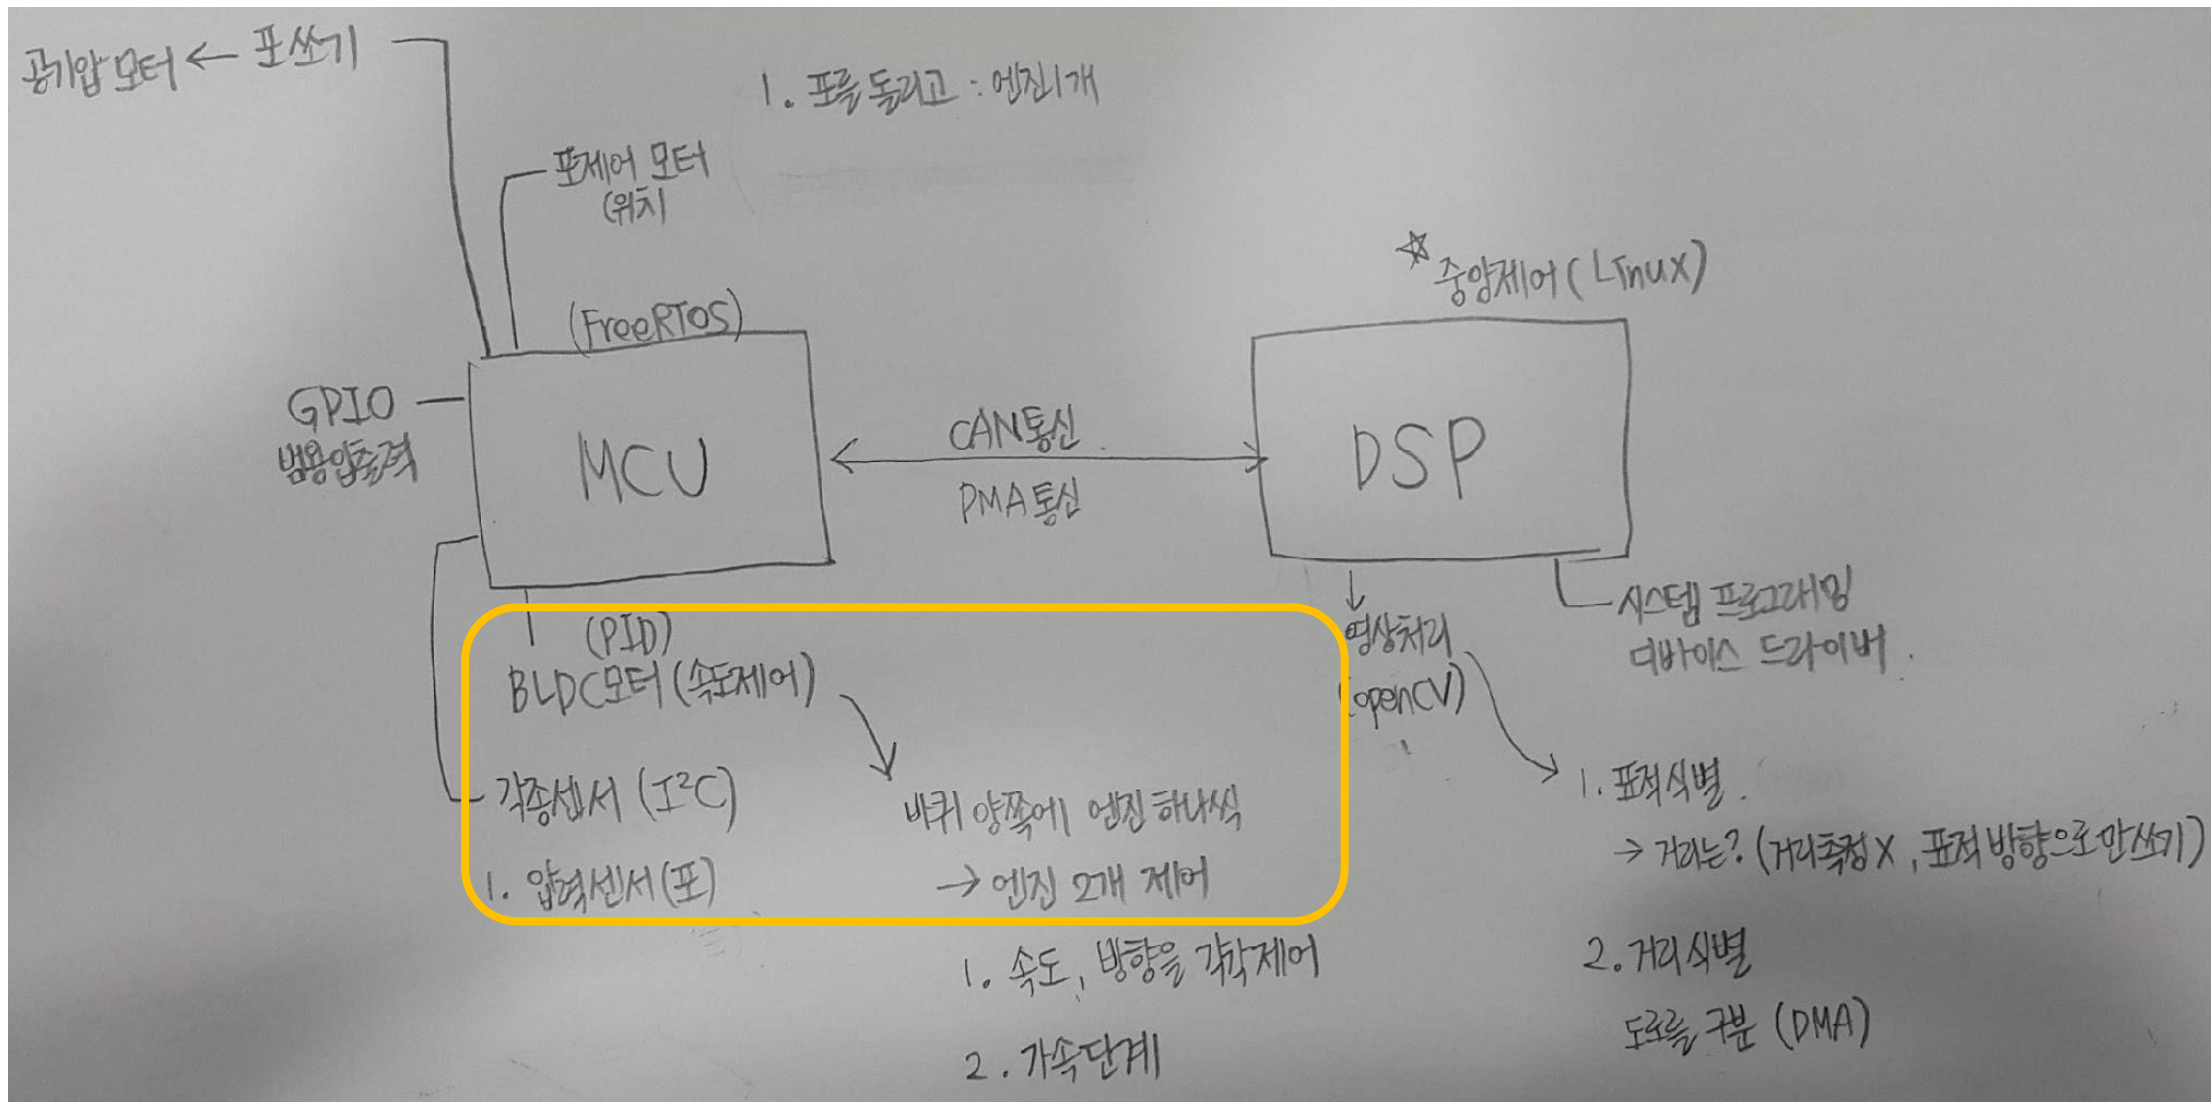 공기압 모터 ← 포쏘기
1. 포를 돌리고 : 엔진1개
포제어 모터
(위치
☆ 중앙제어 (Linux)
(FreeRTOS)
GPIO
범용입출력
MCU
CAN통신
DMA통신
DSP
(PID)
BLDC모터 (속도제어)
각종센서 (I²C)
1. 압력센서(포)
바퀴 양쪽에 엔진 하나씩
→ 엔진 2개 제어
1. 속도, 방향을 각각제어
2. 가속단계
영상처리
(openCV)
시스템 프로그래밍
디바이스 드라이버.
1. 표적식별.
→ 거리는? (거리측정X, 표적 방향으로만쏘기)
2. 거리식별
도로를 구분 (DMA)